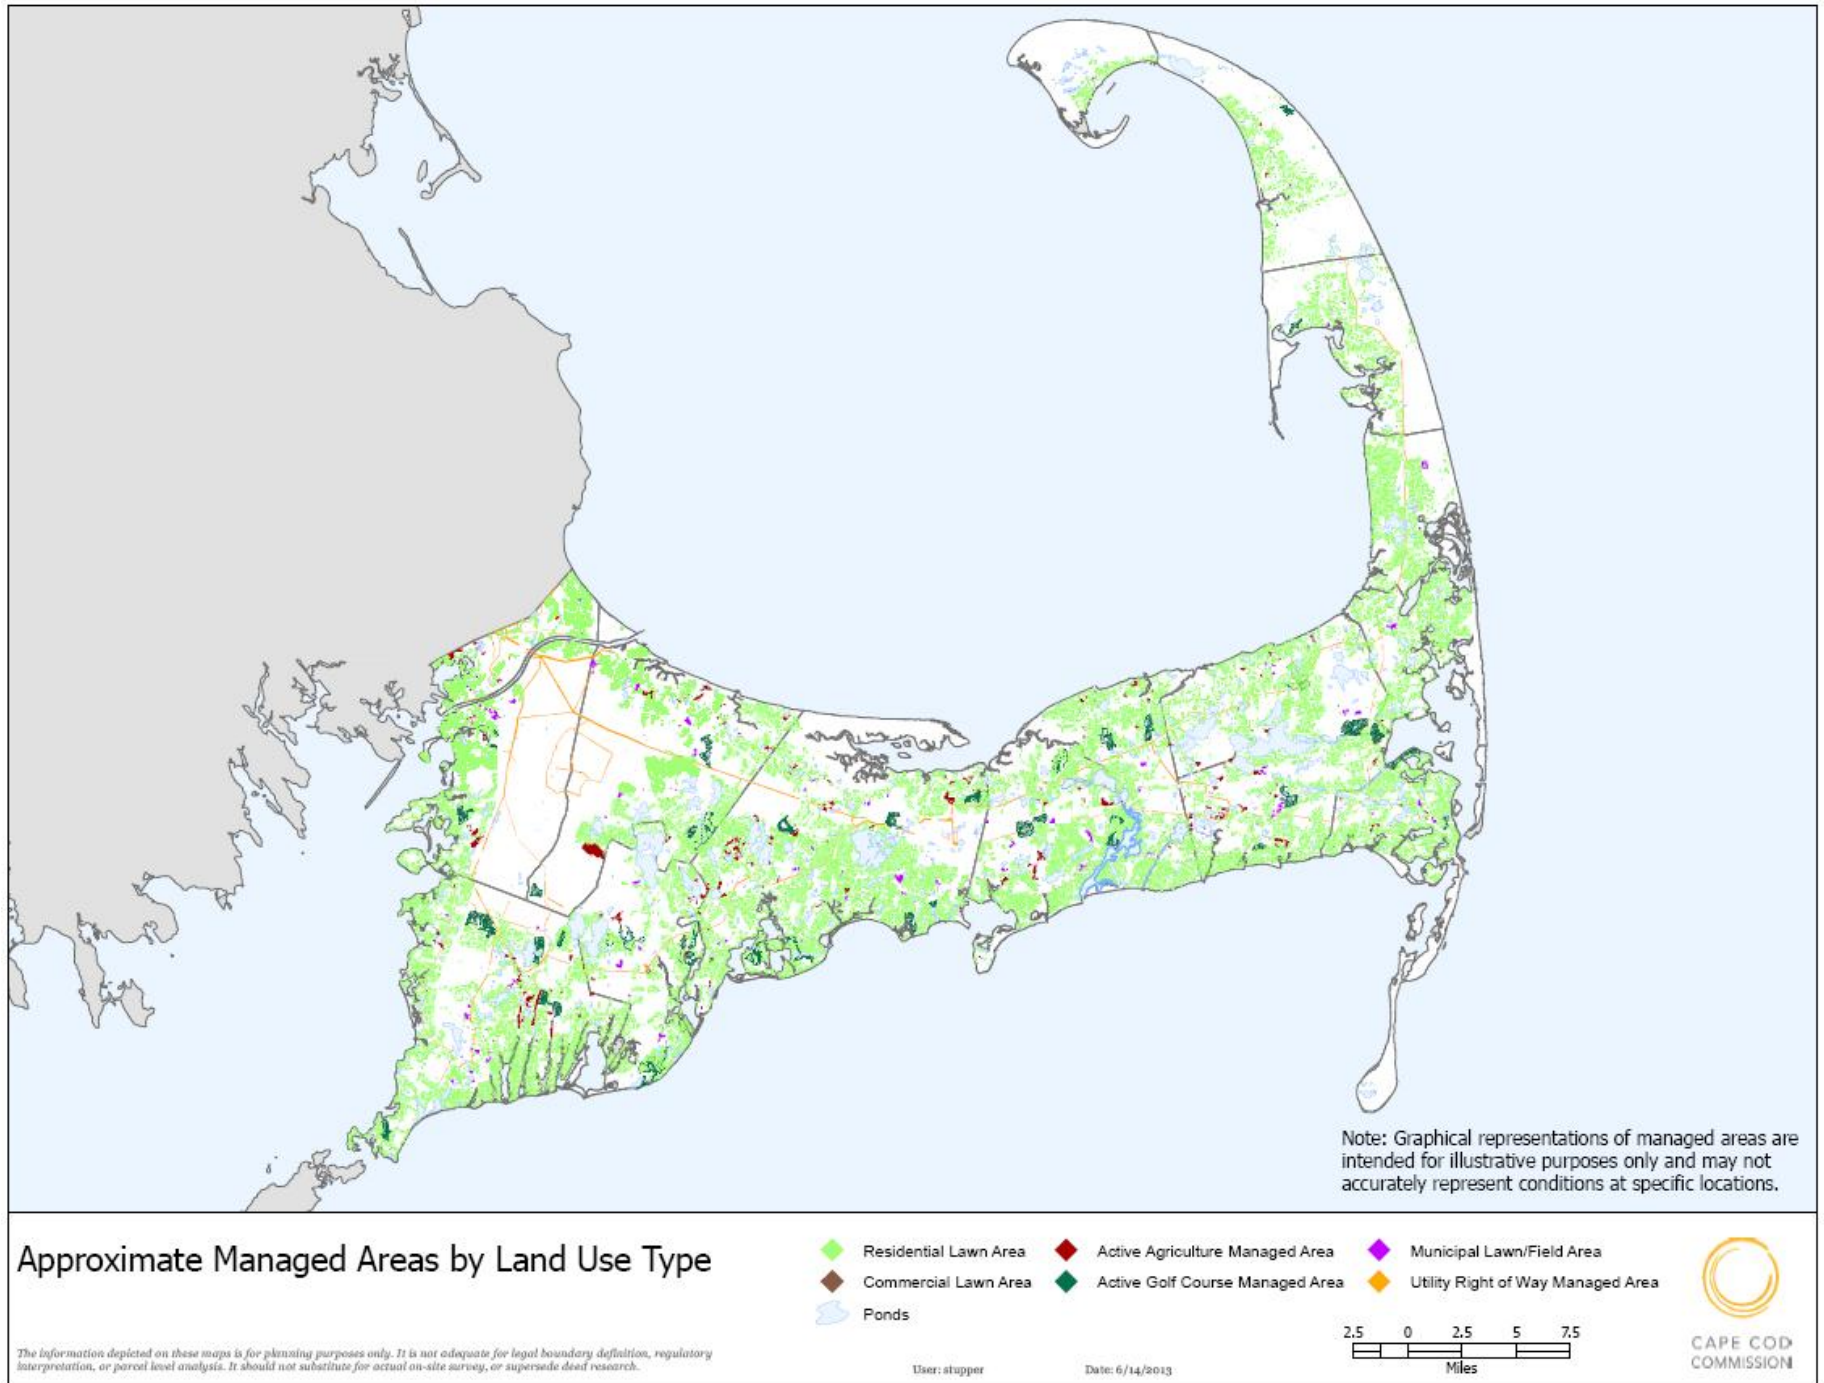 Note: Graphical representations of managed areas are
intended for illustrative purposes only and may not
accurately represent conditions at specific locations.
Approximate Managed Areas by Land Use Type
Residential Lawn Area
Active Agriculture Managed Area
Municipal Lawn/Field Area
Commercial Lawn Area
Active Golf Course Managed Area
Utility Right of Way Managed Area
Ponds
2.5 0 2.5 5 7.5
Miles
CAPE COD
COMMISSION
The information depicted on these maps is for planning purposes only. It is not adequate for legal boundary definition, regulatory
interpretation, or parcel level analysis. It should not substitute for actual on-site survey, or supersede deed research.
User: stupper
Date: 6/14/2013